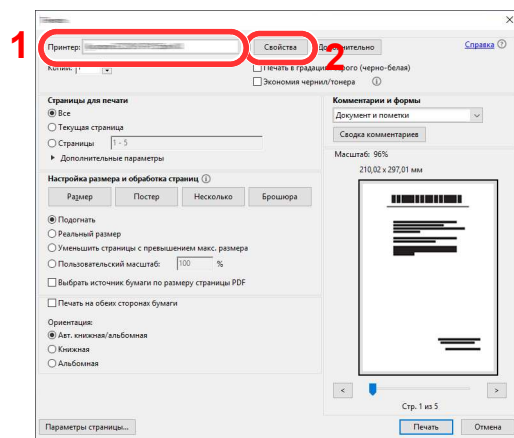 1
2
Принтер:
Свойства
Дополнительно
Справка
Копии: 1
Печать в градациях серого (черно-белая)
Экономия чернил/тонера
Страницы для печати
Все
Текущая страница
Страницы 1 - 5
Дополнительные параметры
Настройка размера и обработка страниц
Размер
Постер
Несколько
Брошюра
Подогнать
Реальный размер
Уменьшить страницы с превышением макс. размера
Пользовательский масштаб: 100 %
Выбрать источник бумаги по размеру страницы PDF
Печать на обеих сторонах бумаги
Ориентация:
Авт. книжная/альбомная
Книжная
Альбомная
Комментарии и формы
Документ и пометки
Сводка комментариев
Масштаб: 96%
210,02 x 297,01 мм
<
>
Стр. 1 из 5
Параметры страницы...
Печать
Отмена